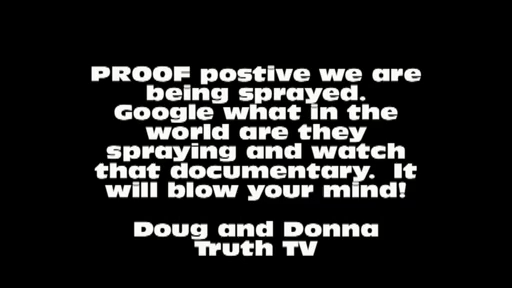 PROOF postive we are
being sprayed.
Google what in the
world are they
spraying and watch
that documentary.  It
will blow your mind!
Doug and Donna
Truth TV